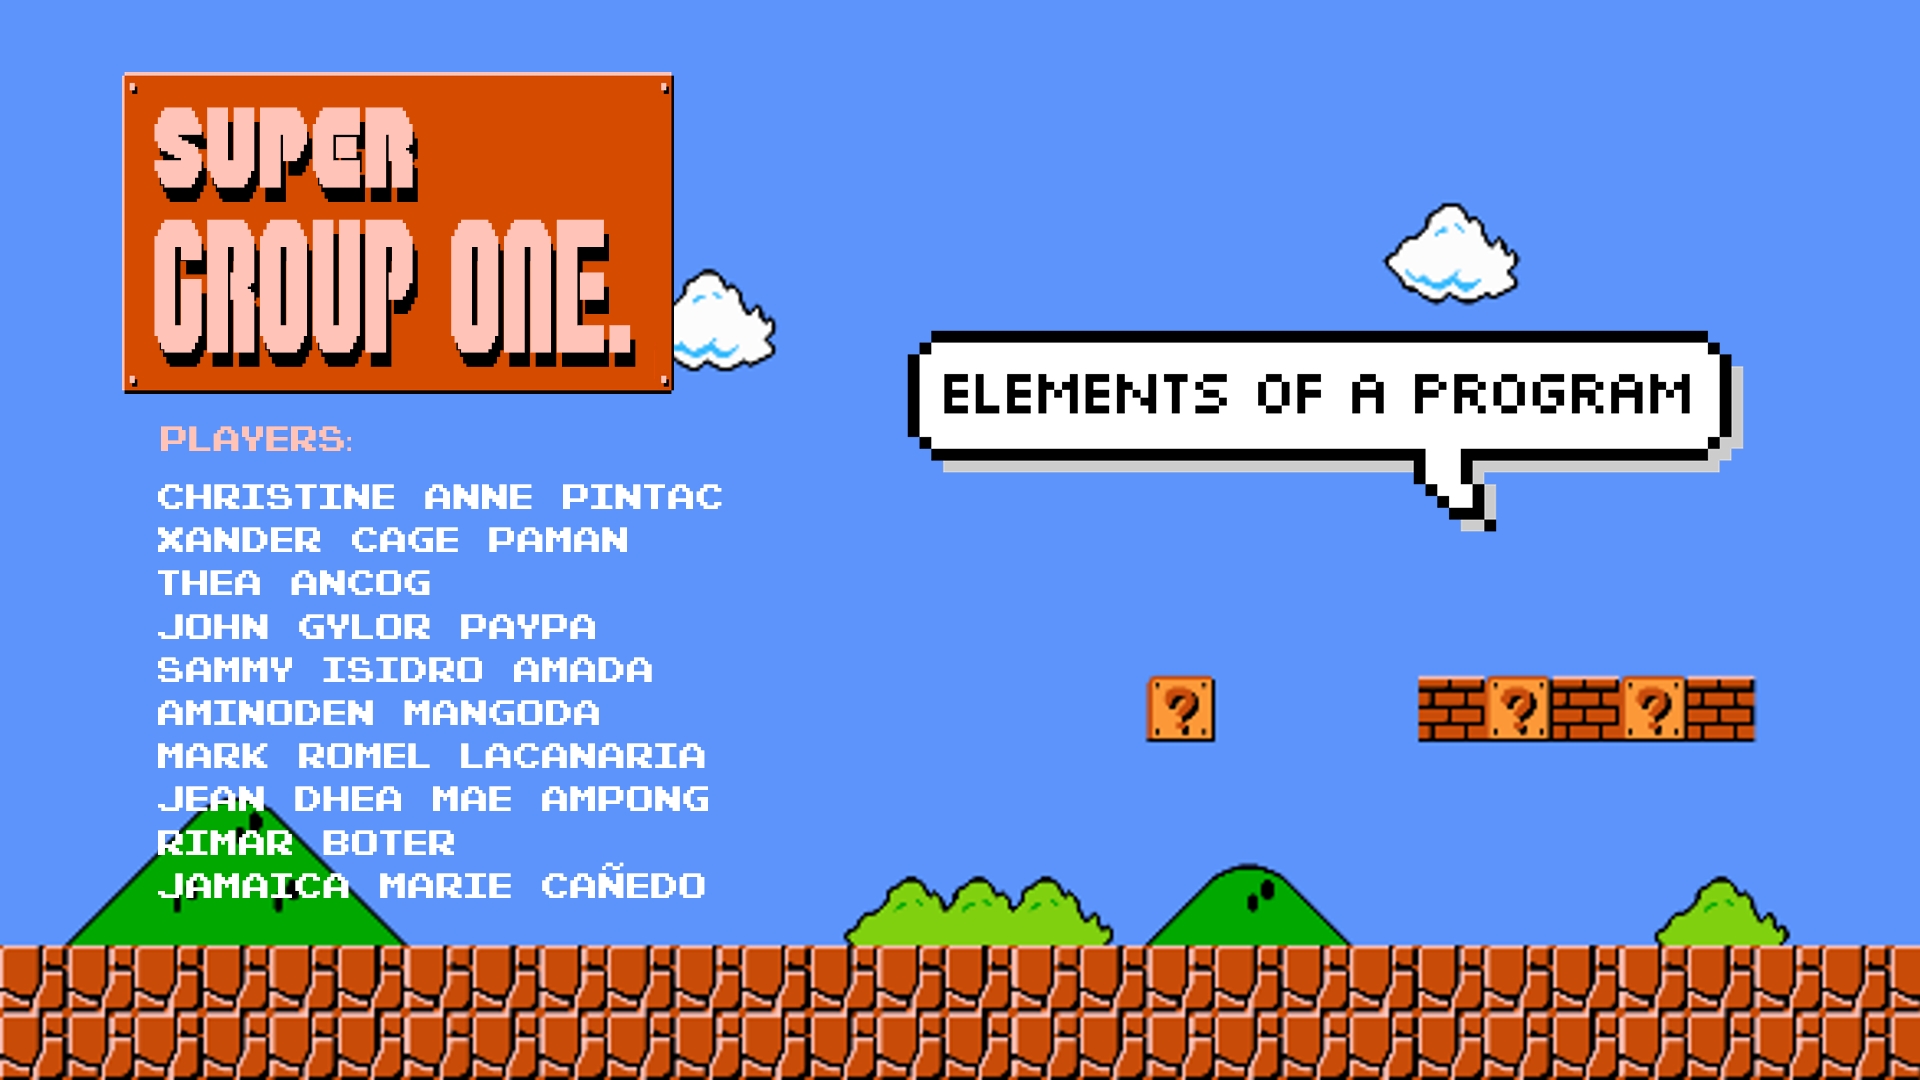 SUPER
GROUP ONE.
PLAYERS:
CHRISTINE ANNE PINTAC
XANDER CAGE PAMAN
THEA ANCOG
JOHN GYLOR PAYPA
SAMMY ISIDRO AMADA
AMINODEN MANGODA
MARK ROMEL LACANARIA
JEAN DHEA MAE AMPONG
RIMAR BOTER
JAMAICA MARIE CAÑEDO
ELEMENTS OF A PROGRAM
? ? ?